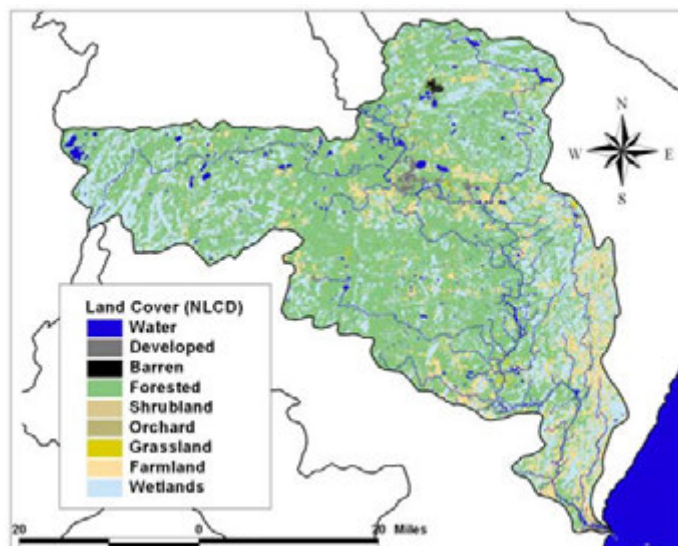 N
W E
S
Land Cover (NLCD)
Water
Developed
Barren
Forested
Shrubland
Orchard
Grassland
Farmland
Wetlands
20 0 20 Miles